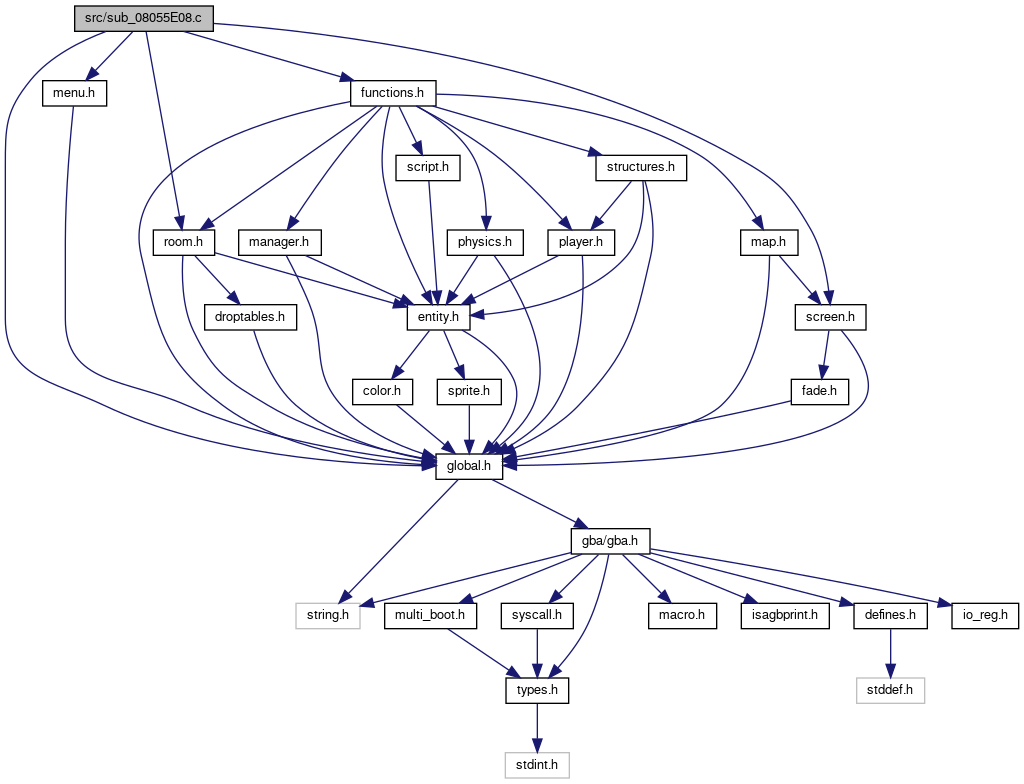 src/sub_08055E08.c
menu.h
functions.h
script.h
structures.h
room.h
manager.h
physics.h
player.h
map.h
droptables.h
entity.h
screen.h
color.h
sprite.h
fade.h
global.h
gba/gba.h
string.h
multi_boot.h
syscall.h
macro.h
isagbprint.h
defines.h
io_reg.h
types.h
stddef.h
stdint.h